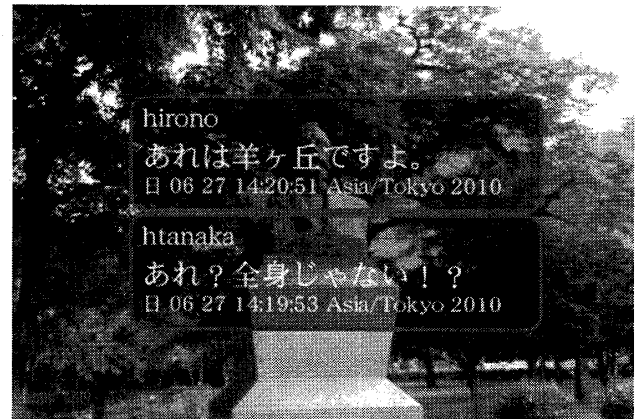 hirono
あれは羊ヶ丘ですよ。
日 06 27 14:20:51 Asia/Tokyo 2010
htanaka
あれ？全身じゃない！？
日 06 27 14:19:53 Asia/Tokyo 2010